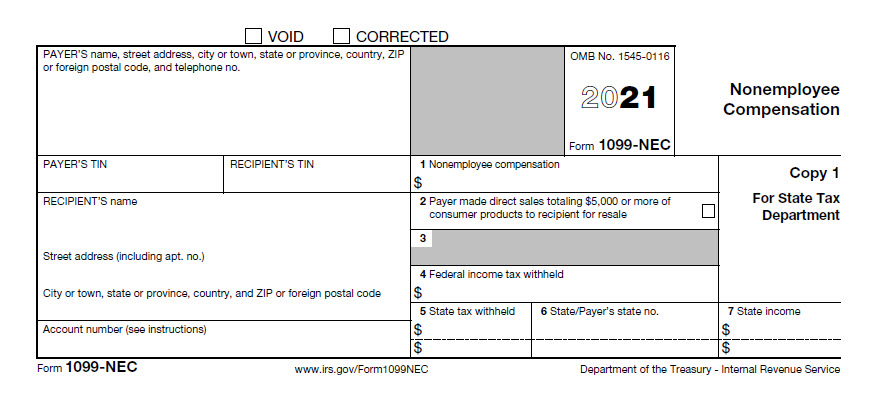 VOID CORRECTED
PAYER'S name, street address, city or town, state or province, country, ZIP
or foreign postal code, and telephone no.
OMB No. 1545-0116
2021
Form 1099-NEC
Nonemployee
Compensation
PAYER'S TIN
RECIPIENT'S TIN
1 Nonemployee compensation
$
Copy 1
For State Tax
Department
RECIPIENT'S name
2 Payer made direct sales totaling $5,000 or more of
consumer products to recipient for resale
3
Street address (including apt. no.)
4 Federal income tax withheld
$
City or town, state or province, country, and ZIP or foreign postal code
5 State tax withheld
$
$
6 State/Payer's state no.
7 State income
$
$
Account number (see instructions)
Form 1099-NEC
www.irs.gov/Form1099NEC
Department of the Treasury - Internal Revenue Service